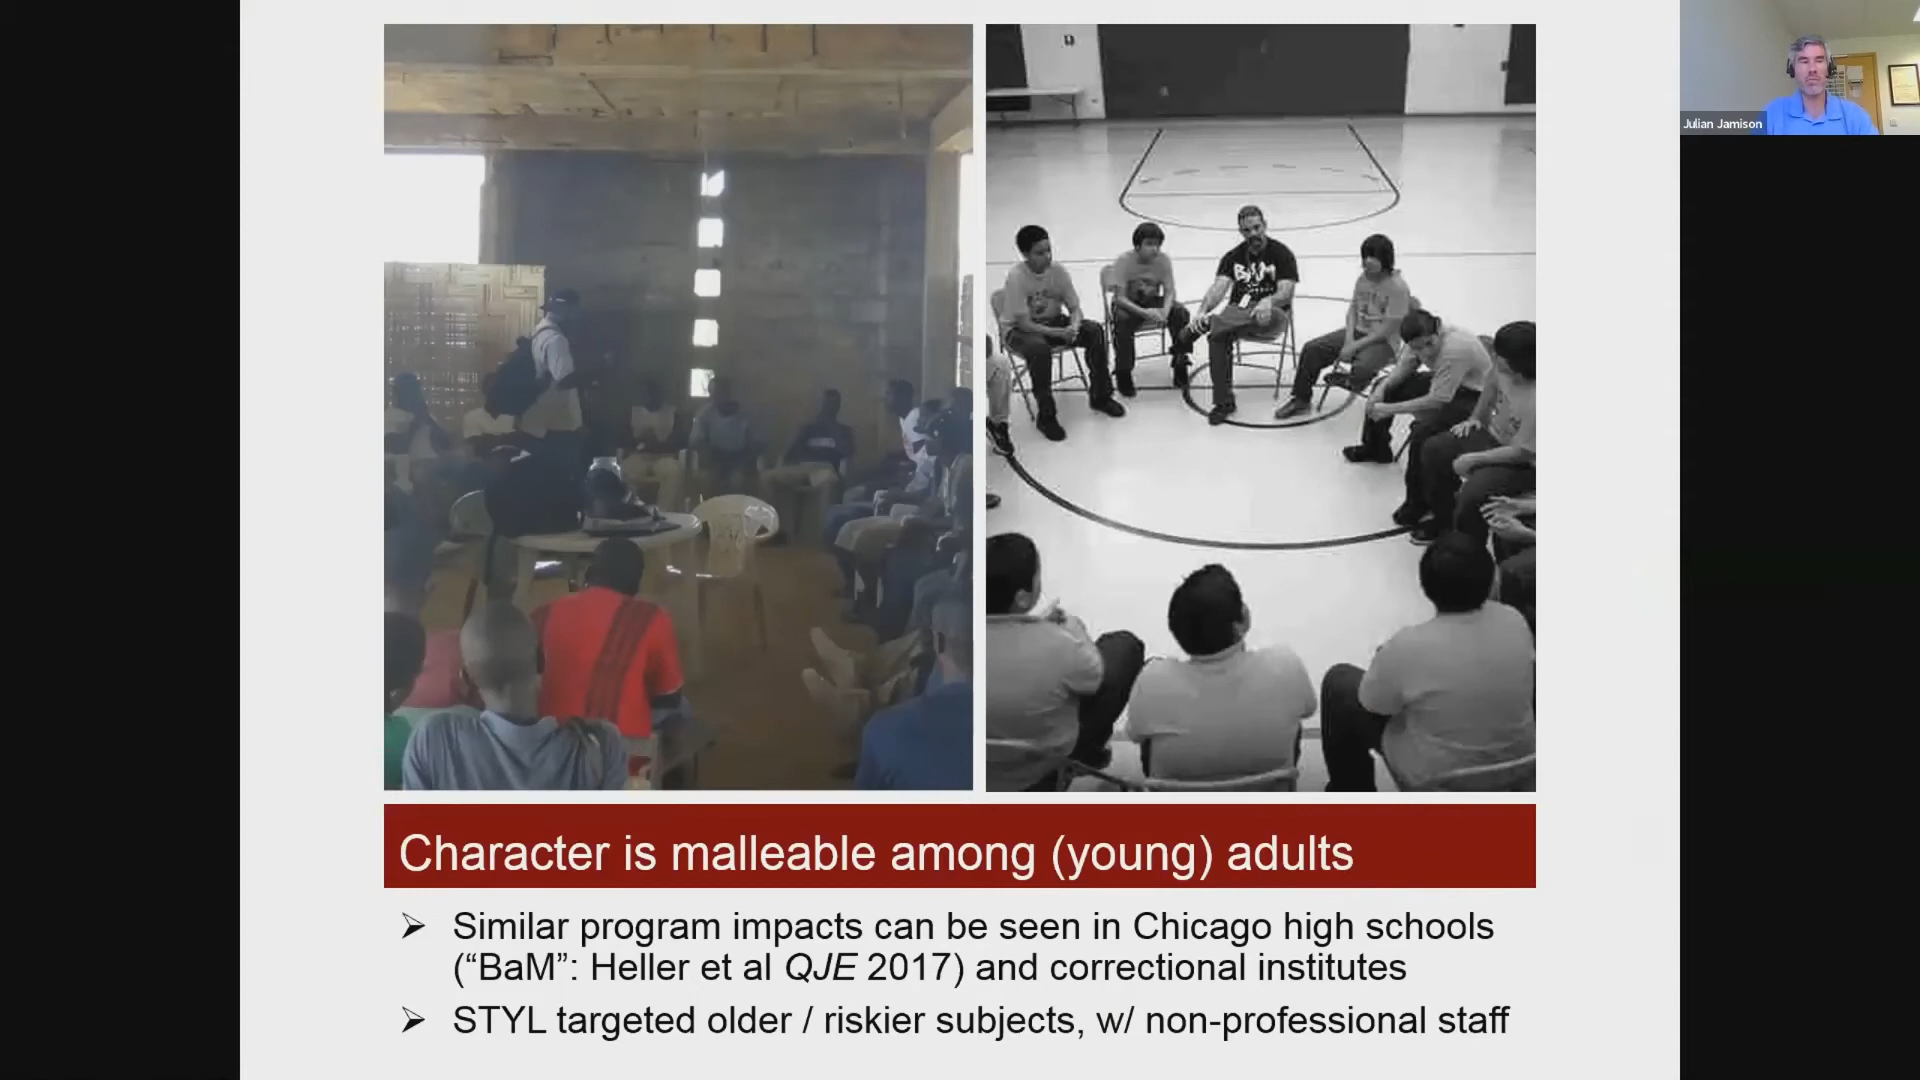 Julian Jamison
BAM
Character is malleable among (young) adults
➢ Similar program impacts can be seen in Chicago high schools
(“BaM”: Heller et al QJE 2017) and correctional institutes
➢ STYL targeted older / riskier subjects, w/ non-professional staff